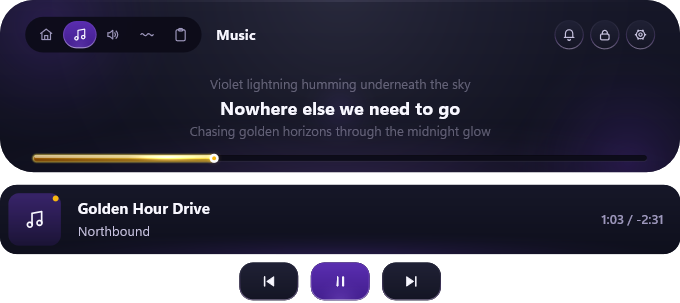 Music
Violet lightning humming underneath the sky
Nowhere else we need to go
Chasing golden horizons through the midnight glow
Golden Hour Drive
Northbound
1:03 / -2:31